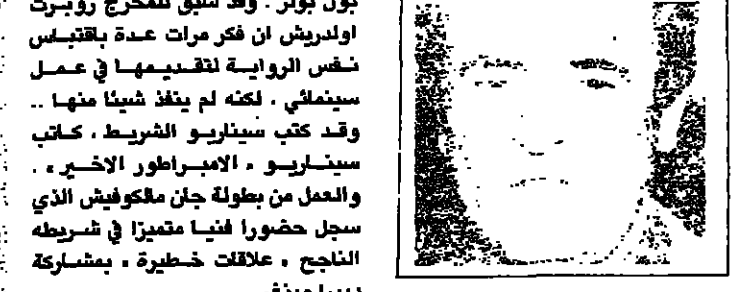 بول بولز . وقد سبق للمخرج روبرت
اولدريش ان فكر مرات عدة باقتباس
نفس الرواية لتقديمها في عمل
سينمائي ، لكنه لم ينفذ شيئا منها ..
وقد كتب سيناريو الشريط ، كاتب
سيناريو « الامبراطور الاخير » .
والعمل من بطولة جان مالكوفيش الذي
سجل حضورا فنيا متميزا في شريطه
الناجح « علاقات خطيرة » بمشاركة